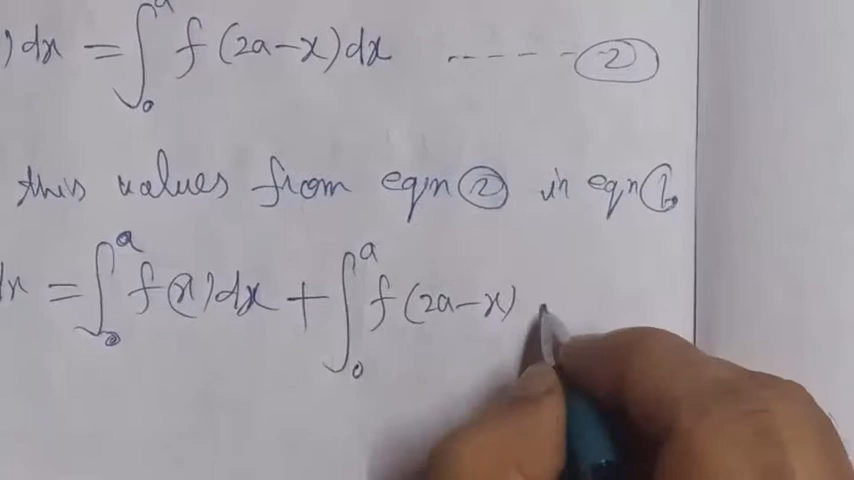 )dx = ∫₀ᵃ f(2a-x)dx ------ ②
this values from eqn ② in eqn ①.
dx = ∫₀ᵃ f(x)dx + ∫₀ᵃ f(2a-x)